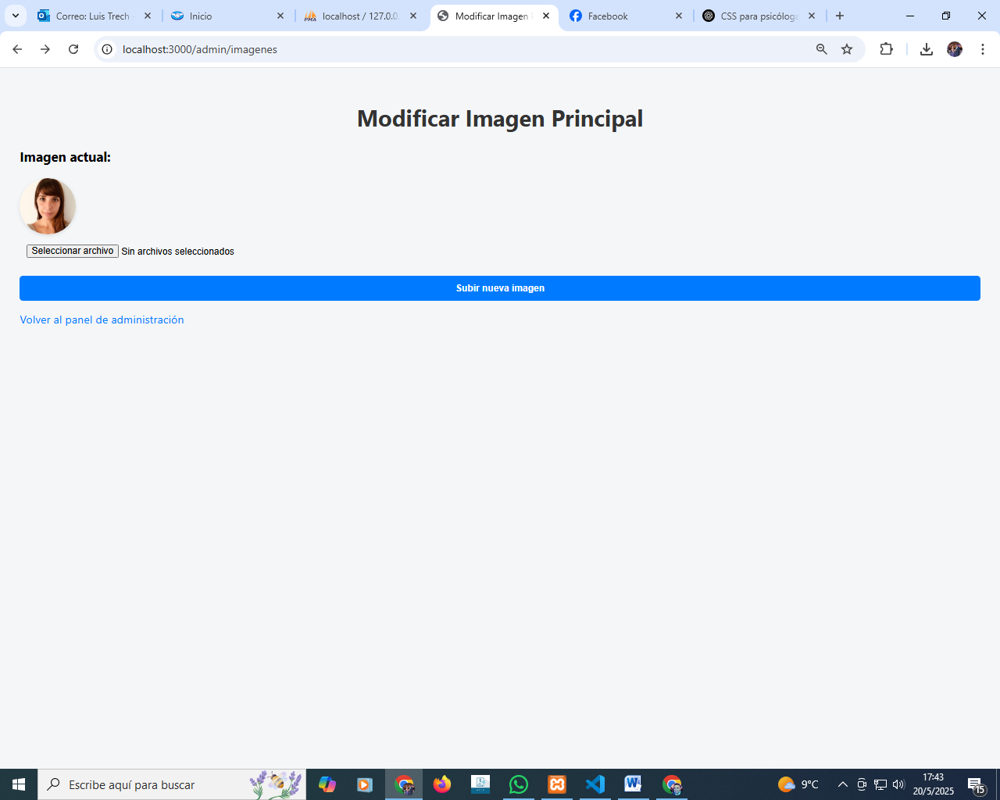 Correo: Luis Trech
Inicio
localhost / 127.0.0.
Modificar Imagen
Facebook
CSS para psicóloga
localhost:3000/admin/imagenes
Modificar Imagen Principal
Imagen actual:
Seleccionar archivo Sin archivos seleccionados
Subir nueva imagen
Volver al panel de administración
Escribe aquí para buscar
9°C
17:43
20/5/2025
15